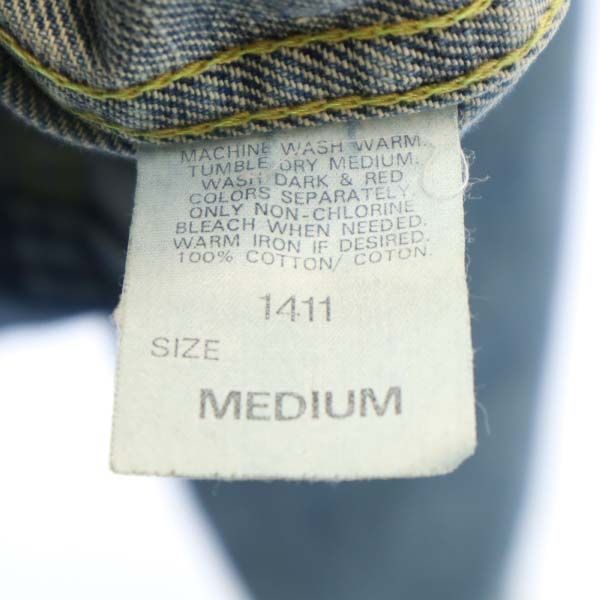 MACHINE WASH WARM.
TUMBLE DRY MEDIUM.
WASH DARK & RED
COLORS SEPARATELY.
ONLY NON-CHLORINE
BLEACH WHEN NEEDED.
WARM IRON IF DESIRED.
100% COTTON/ COTON.
1411
SIZE
MEDIUM